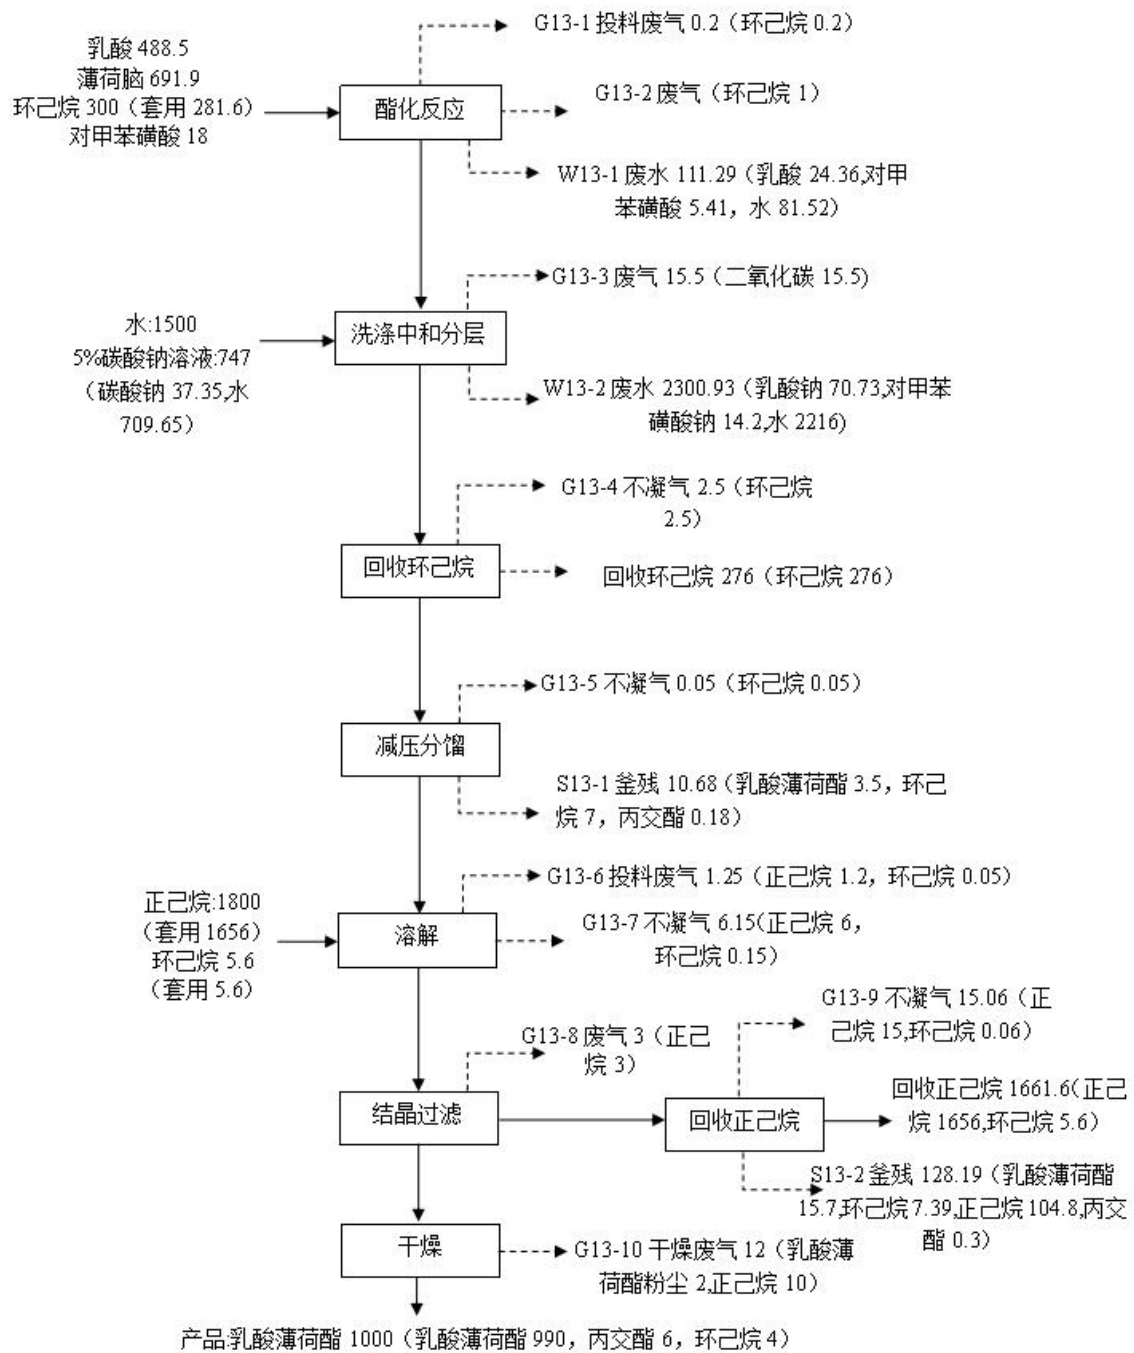 G13-1 投料废气 0.2（环己烷 0.2）
乳酸 488.5
薄荷脑 691.9
环己烷 300（套用 281.6）
对甲苯磺酸 18
酯化反应
G13-2 废气（环己烷 1）
W13-1 废水 111.29（乳酸 24.36,对甲
苯磺酸 5.41，水 81.52）
G13-3 废气 15.5（二氧化碳 15.5)
水:1500
5%碳酸钠溶液:747
（碳酸钠 37.35,水
709.65）
洗涤中和分层
W13-2 废水 2300.93（乳酸钠 70.73,对甲苯
磺酸钠 14.2,水 2216)
G13-4 不凝气 2.5（环己烷
2.5）
回收环己烷
回收环己烷 276（环己烷 276）
G13-5 不凝气 0.05（环己烷 0.05）
减压分馏
S13-1 釜残 10.68（乳酸薄荷酯 3.5，环己
烷 7，丙交酯 0.18）
G13-6 投料废气 1.25（正己烷 1.2，环己烷 0.05）
正己烷:1800
（套用 1656）
环己烷 5.6
（套用 5.6）
溶解
G13-7 不凝气 6.15(正己烷 6，
环己烷 0.15）
G13-8 废气 3（正己
烷 3）
G13-9 不凝气 15.06（正
己烷 15,环己烷 0.06）
结晶过滤
回收正己烷
回收正己烷 1661.6(正己
烷 1656,环己烷 5.6）
S13-2 釜残 128.19（乳酸薄荷酯
15.7,环己烷 7.39,正己烷 104.8,丙交
酯 0.3）
干燥
G13-10 干燥废气 12（乳酸薄
荷酯粉尘 2,正己烷 10）
产品:乳酸薄荷酯 1000（乳酸薄荷酯 990，丙交酯 6，环己烷 4）